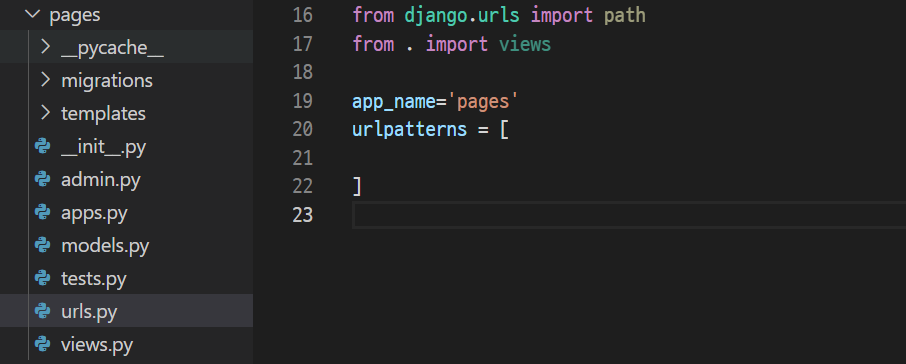 pages
__pycache__
migrations
templates
__init__.py
admin.py
apps.py
models.py
tests.py
urls.py
views.py
16 from django.urls import path
17 from . import views
18
19 app_name='pages'
20 urlpatterns = [
21
22 ]
23